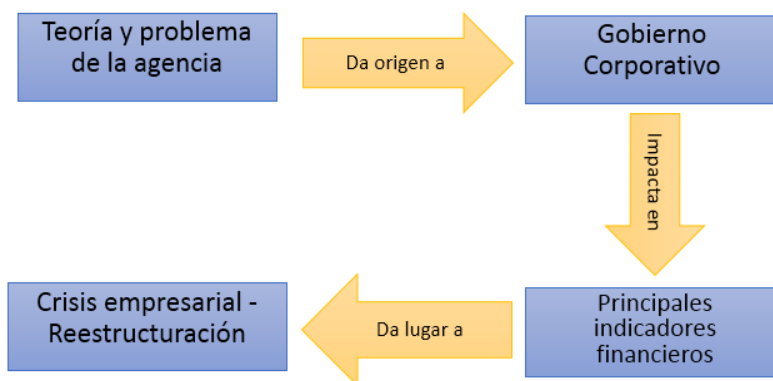 Teoría y problema
de la agencia
Da origen a
Gobierno
Corporativo
Impacta en
Principales
indicadores
financieros
Da lugar a
Crisis empresarial -
Reestructuración